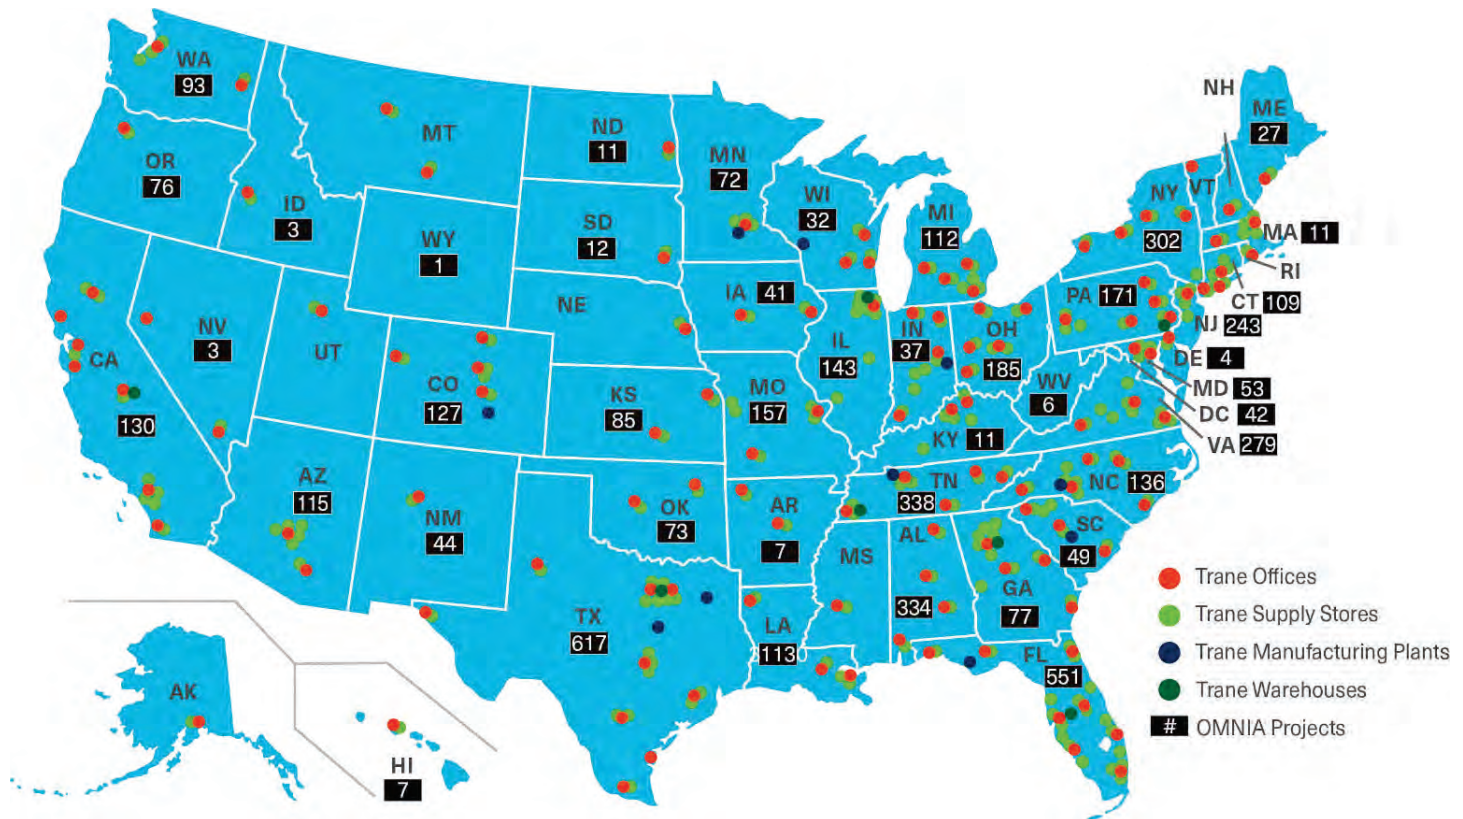 WA
93
OR
76
ID
3
MT
WY
1
ND
11
SD
12
NE
MN
72
WI
32
MI
112
IA 41
NV
3
UT
CA
130
CO
127
KS
85
MO
157
IL
143
IN
37
OH
185
WV
6
KY 11
PA 171
NY
302
VT
NH
ME
27
MA 11
RI
CT 109
NJ 243
DE 4
MD 53
DC 42
VA 279
AZ
115
NM
44
OK
73
AR
7
TN
338
NC 136
SC
49
MS
AL
334
GA
77
TX
617
LA
113
FL
551
AK
HI
7
Trane Offices
Trane Supply Stores
Trane Manufacturing Plants
Trane Warehouses
# OMNIA Projects